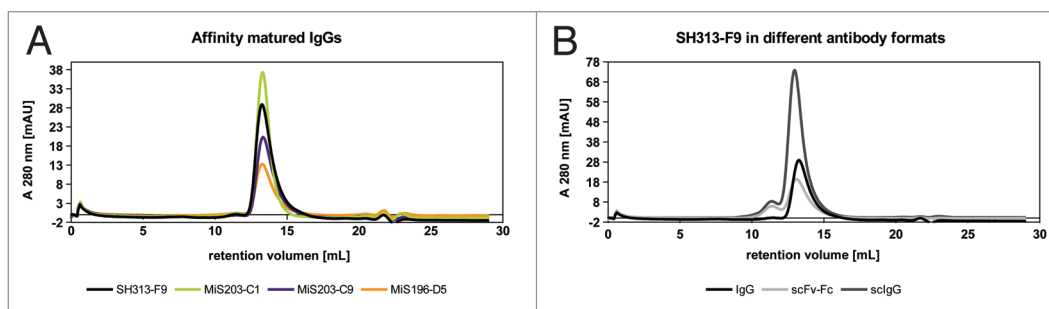 A
Affinity matured IgGs
38
33
28
23
18
13
8
3
-2
A 280 nm [mAU]
0 5 10 15 20 25 30
retention volumen [mL]
SH313-F9 MiS203-C1 MiS203-C9 MiS196-D5
B
SH313-F9 in different antibody formats
78
68
58
48
38
28
18
8
-2
A 280 nm [mAU]
0 5 10 15 20 25 30
retention volume [mL]
IgG scFv-Fc scIgG